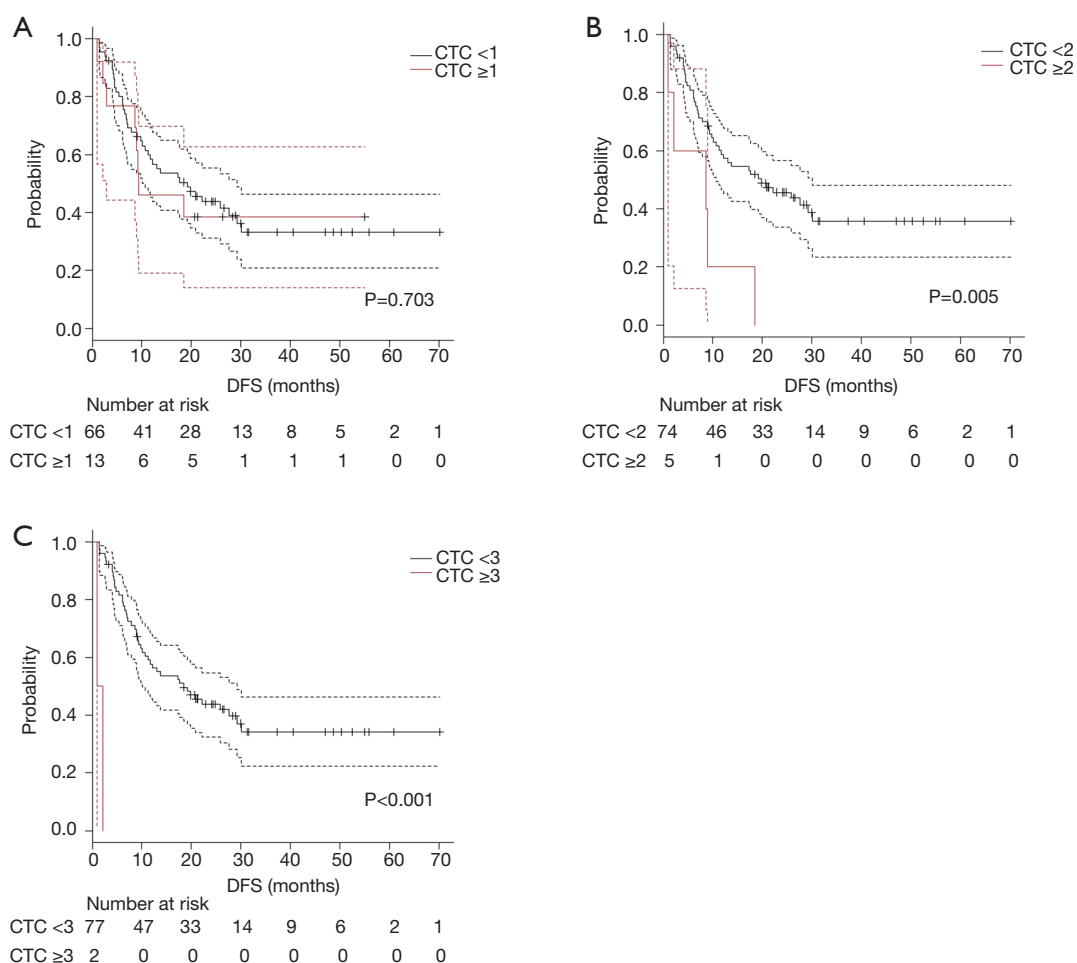 A
CTC <1
CTC ≥1
Probability
1.0
0.8
0.6
0.4
0.2
0.0
P=0.703
0 10 20 30 40 50 60 70
DFS (months)
Number at risk
CTC <1 66 41 28 13 8 5 2 1
CTC ≥1 13 6 5 1 1 1 0 0
B
CTC <2
CTC ≥2
Probability
1.0
0.8
0.6
0.4
0.2
0.0
P=0.005
0 10 20 30 40 50 60 70
DFS (months)
Number at risk
CTC <2 74 46 33 14 9 6 2 1
CTC ≥2 5 1 0 0 0 0 0 0
C
CTC <3
CTC ≥3
Probability
1.0
0.8
0.6
0.4
0.2
0.0
P<0.001
0 10 20 30 40 50 60 70
DFS (months)
Number at risk
CTC <3 77 47 33 14 9 6 2 1
CTC ≥3 2 0 0 0 0 0 0 0